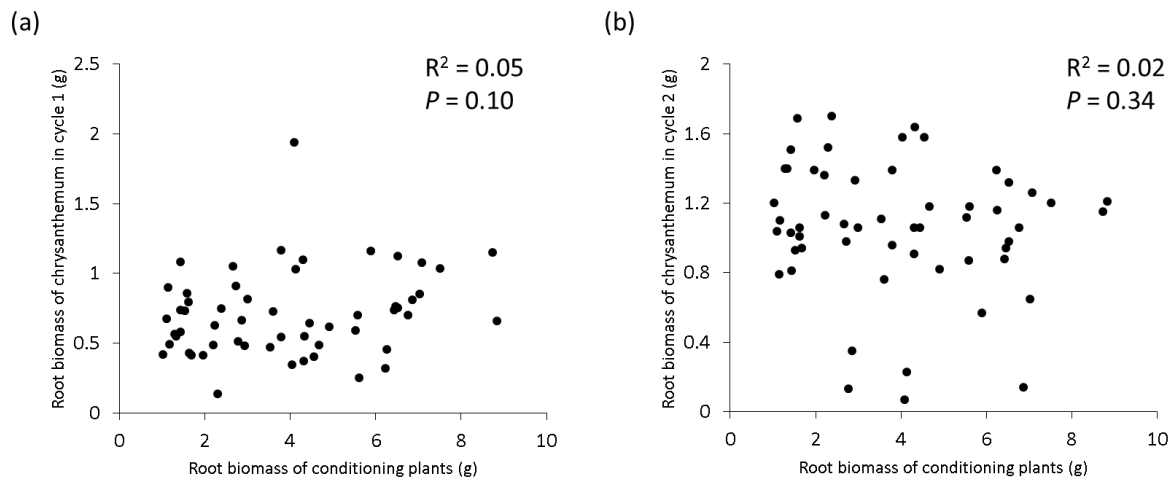 (a)
R² = 0.05
P = 0.10
Root biomass of chrysanthemum in cycle 1 (g)
2.5
2
1.5
1
0.5
0
0 2 4 6 8 10
Root biomass of conditioning plants (g)
(b)
R² = 0.02
P = 0.34
Root biomass of chrysanthemum in cycle 2 (g)
2
1.6
1.2
0.8
0.4
0
0 2 4 6 8 10
Root biomass of conditioning plants (g)